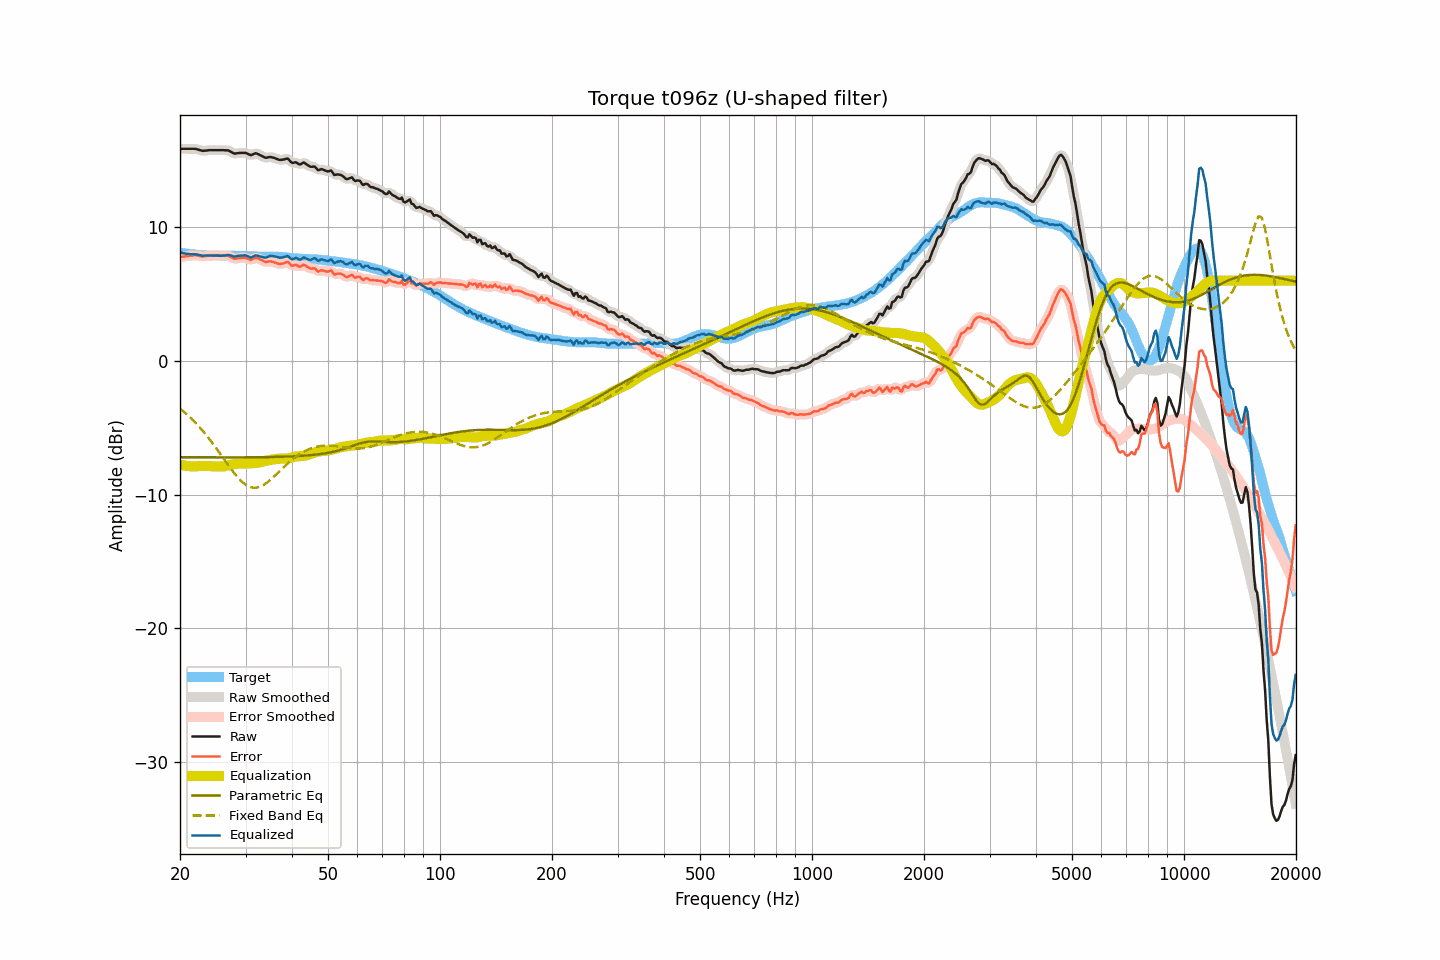 Torque t096z (U-shaped filter)
Amplitude (dBr)
10
0
−10
−20
−30
Target
Raw Smoothed
Error Smoothed
Raw
Error
Equalization
Parametric Eq
Fixed Band Eq
Equalized
20
50
100
200
500
1000
2000
5000
10000
20000
Frequency (Hz)